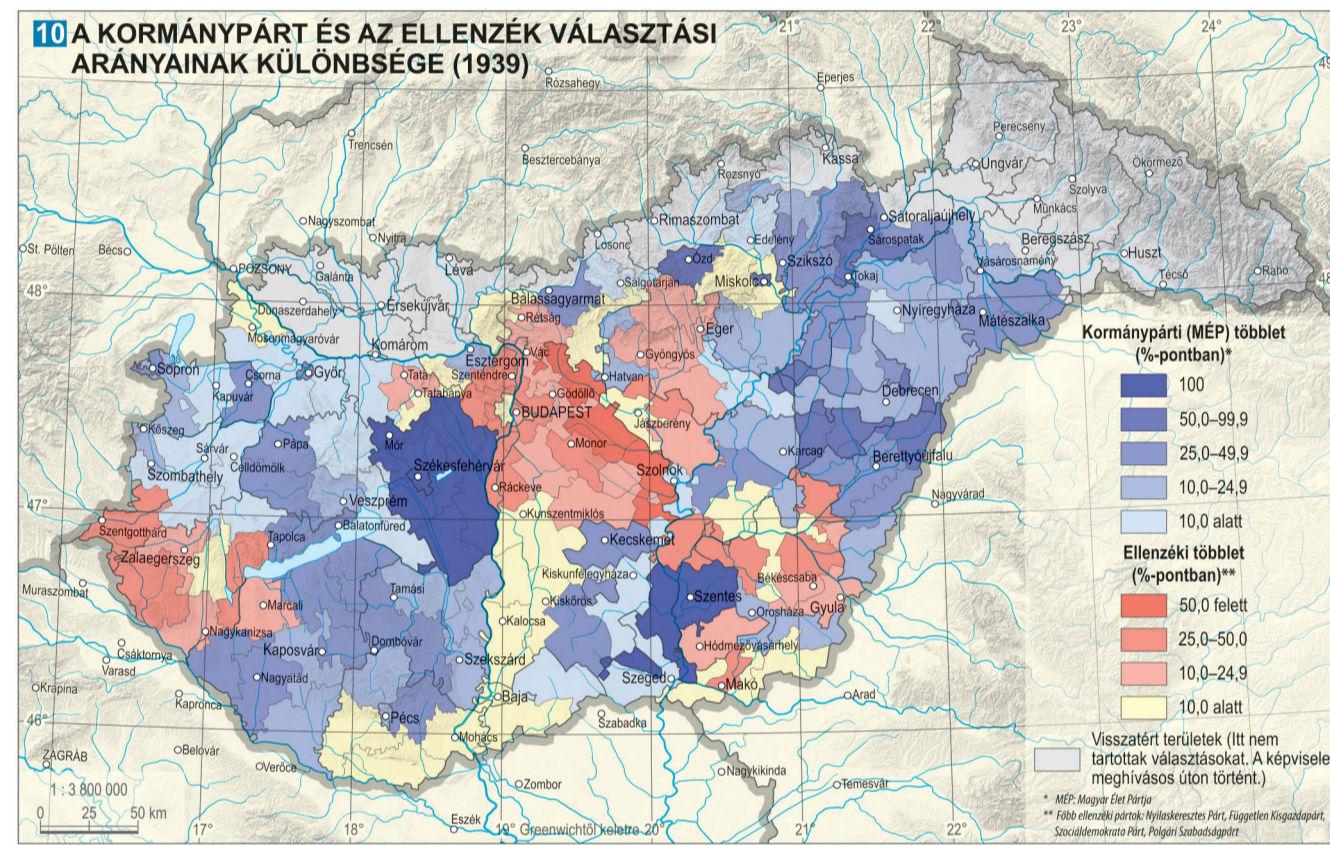 10 A KORMÁNYPÁRT ÉS AZ ELLENZÉK VÁLASZTÁSI
ARÁNYAINAK KÜLÖNBSÉGE (1939)
21°
22°
23°
24°
49
Rózsahegy
Eperjes
Trencsén
Besztercebánya
Kassa
Rozsnyó
Perecseny
Ungvár
Ökörmező
Szolyva
Munkács
Nagyszombat
Nyitra
Losonc
Rimaszombat
Edelény
Sátoraljaújhely
Sárospatak
Beregszász
Vásárosnamény
Huszt
Técső
Raho
St. Pölten
Bécs
POZSONY
Galánta
Léva
Érsekújvár
Dunaszerdahely
Mosonmagyaróvár
Komárom
Balassagyarmat
Rétság
Salgótarján
Ózd
Miskolc
Szikszó
Tokaj
Nyíregyháza
Mátészalka
48°
48
Eger
Gyöngyös
Hatvan
Vác
Esztergom
Szentendre
Tata
Tatabánya
Gödöllő
BUDAPEST
Jászberény
Monor
Debrecen
Sopron
Csorna
Győr
Kapuvár
Kőszeg
Sárvár
Pápa
Celldömölk
Szombathely
Mór
Székesfehérvár
Veszprém
Balatonfüred
Ráckeve
Kunszentmiklós
Szolnok
Karcag
Berettyóújfalu
Nagyvárad
47°
Szentgotthárd
Zalaegerszeg
Tapolca
Muraszombat
Marcali
Nagykanizsa
Tamási
Kaposvár
Dombóvár
Szekszárd
Nagyatád
Kecskemét
Kiskunfélegyháza
Kiskőrös
Kalocsa
Szentes
Békéscsaba
Orosháza
Gyula
Hódmezővásárhely
Szeged
Makó
Arad
Csáktornya
Varasd
Krapina
Kapronca
46°
ZÁGRÁB
Belovár
Verőce
Pécs
Mohács
Baja
Szabadka
Zombor
Nagykikinda
Temesvár
Eszék
1 : 3 800 000
0 25 50 km
17°
18°
19° Greenwichtől keletre
20°
21°
22°
Kormánypárti (MÉP) többlet
(%-pontban)*
100
50,0–99,9
25,0–49,9
10,0–24,9
10,0 alatt
Ellenzéki többlet
(%-pontban)**
50,0 felett
25,0–50,0
10,0–24,9
10,0 alatt
Visszatért területek (Itt nem
tartottak választásokat. A képvisele
meghívásos úton történt.)
* MÉP: Magyar Élet Pártja
** Főbb ellenzéki pártok: Nyilaskeresztes Párt, Független Kisgazdapárt,
Szociáldemokrata Párt, Polgári Szabadságpárt